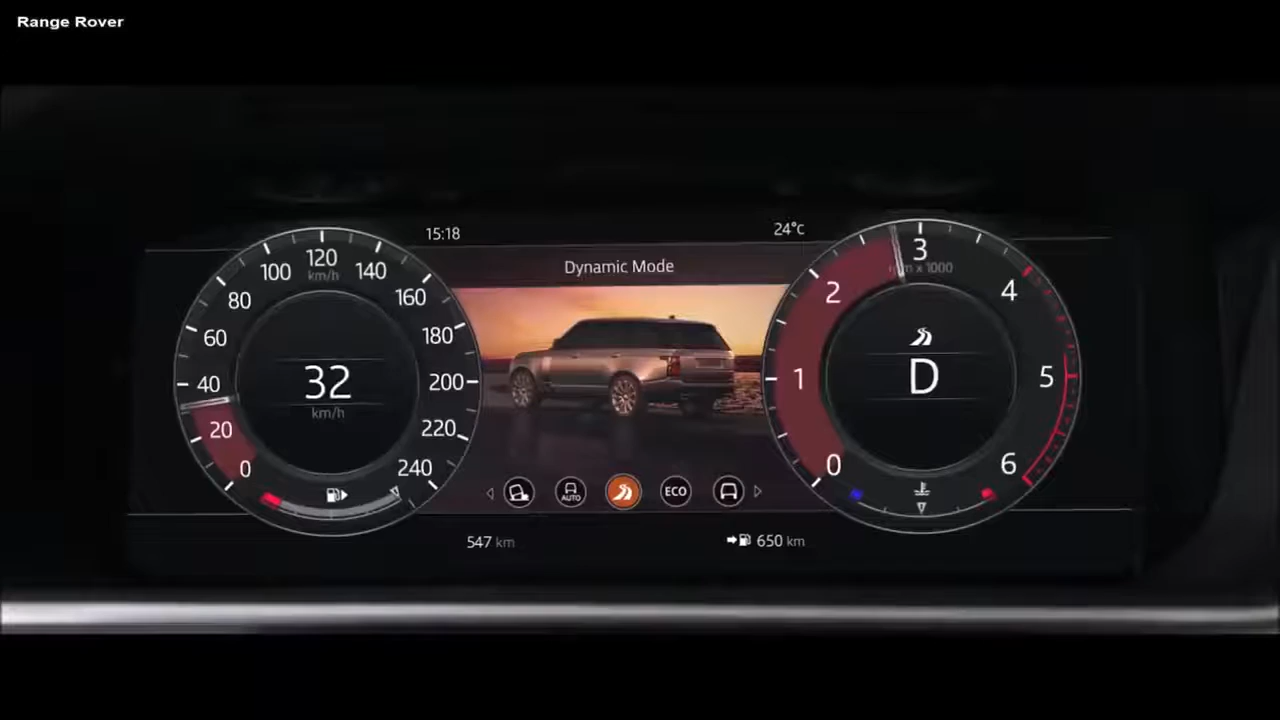 Range Rover
15:18
24°C
Dynamic Mode
0
20
40
60
80
100
120
km/h
140
160
180
200
220
240
32
km/h
0
1
2
3
x 1000
4
5
6
D
AUTO
ECO
547 km
650 km